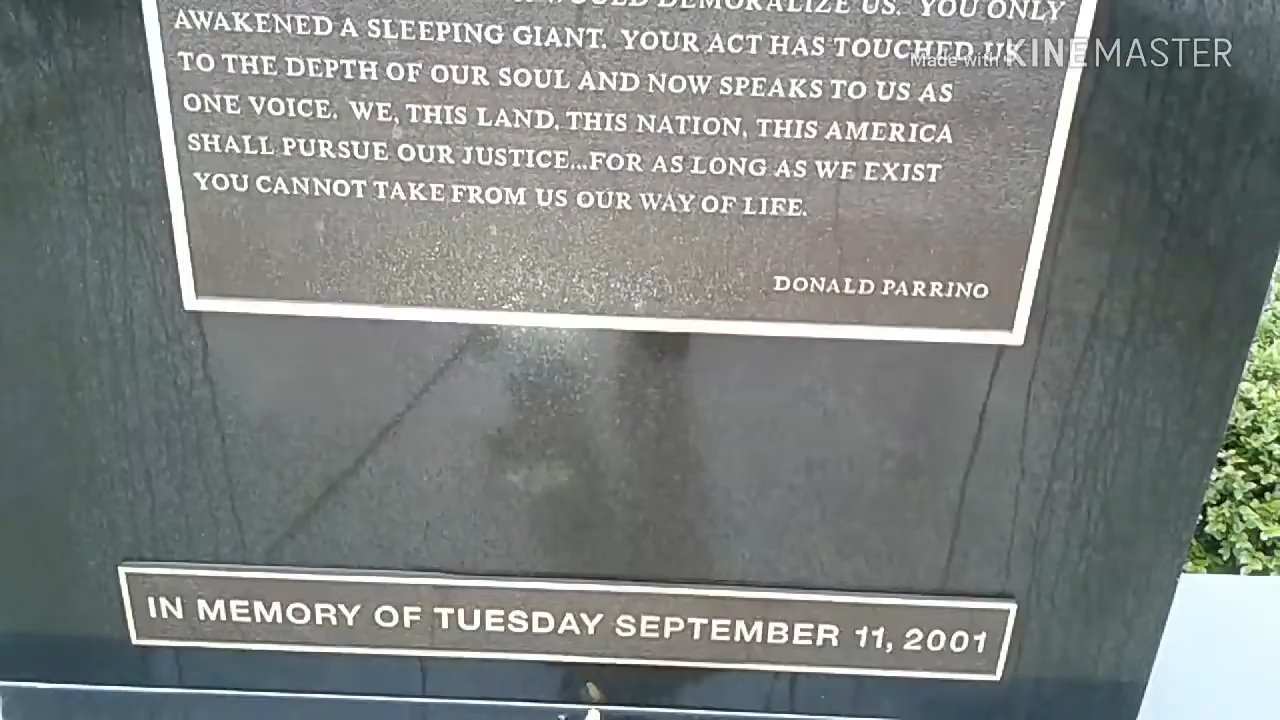 WOULD DEMORALIZE US. YOU ONLY
AWAKENED A SLEEPING GIANT. YOUR ACT HAS TOUCHED US
TO THE DEPTH OF OUR SOUL AND NOW SPEAKS TO US AS
ONE VOICE. WE, THIS LAND, THIS NATION, THIS AMERICA
SHALL PURSUE OUR JUSTICE...FOR AS LONG AS WE EXIST
YOU CANNOT TAKE FROM US OUR WAY OF LIFE.
DONALD PARRINO
IN MEMORY OF TUESDAY SEPTEMBER 11, 2001
Made with KINEMASTER